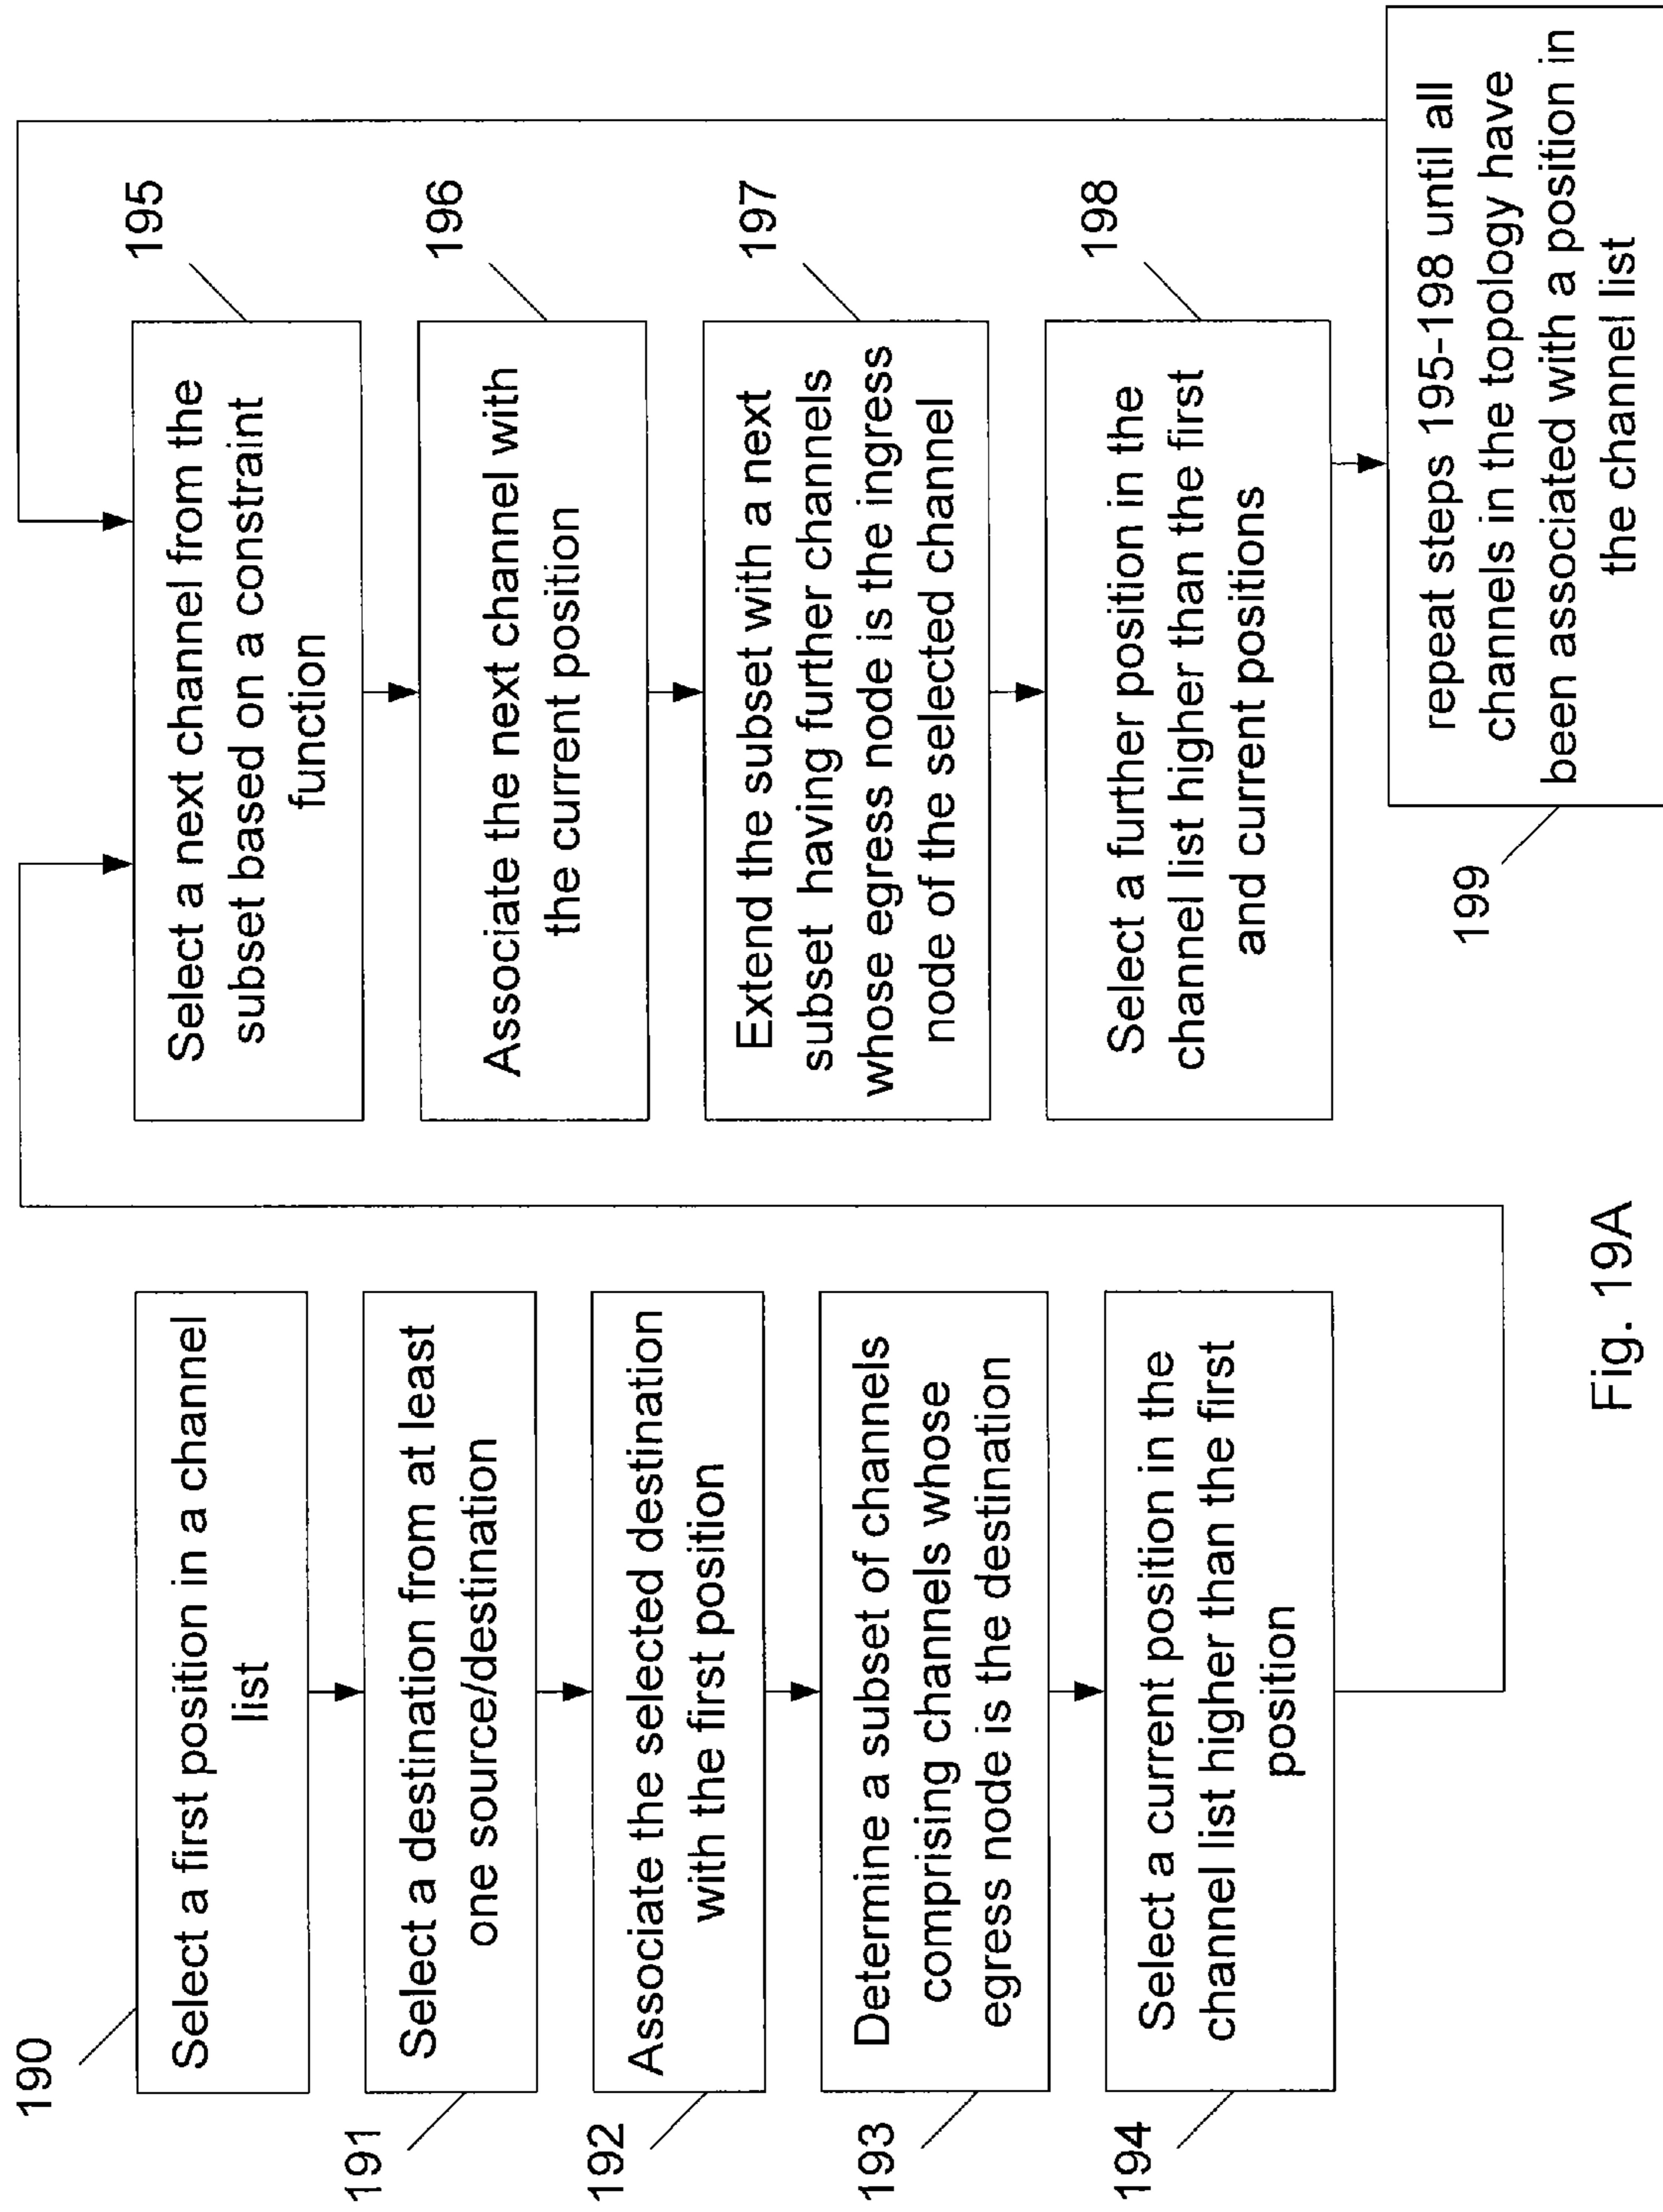 190
Select a first position in a channel
list
191
Select a destination from at least
one source/destination
192
Associate the selected destination
with the first position
193
Determine a subset of channels
comprising channels whose
egress node is the destination
194
Select a current position in the
channel list higher than the first
position
195
Select a next channel from the
subset based on a constraint
function
196
Associate the next channel with
the current position
197
Extend the subset with a next
subset having further channels
whose egress node is the ingress
node of the selected channel
198
Select a further position in the
channel list higher than the first
and current positions
199
repeat steps 195-198 until all
channels in the topology have
been associated with a position in
the channel list
Fig. 19A